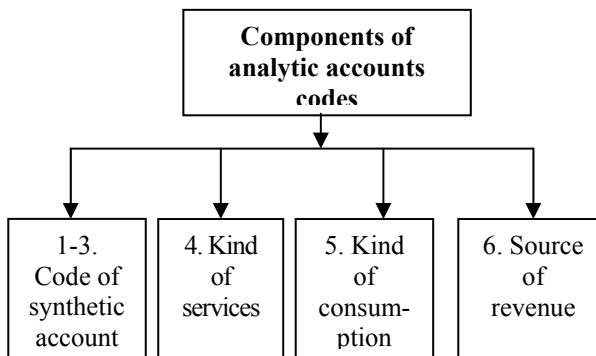 Components of
analytic accounts
codes
1-3.
Code of
synthetic
account
4. Kind
of
services
5. Kind
of
consum-
ption
6. Source
of
revenue